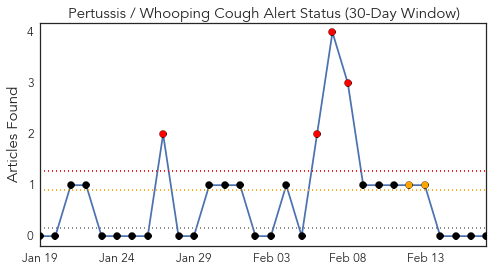 Pertussis / Whooping Cough Alert Status (30-Day Window)
Articles Found
4
3
2
1
0
Jan 19 Jan 24 Jan 29 Feb 03 Feb 08 Feb 13